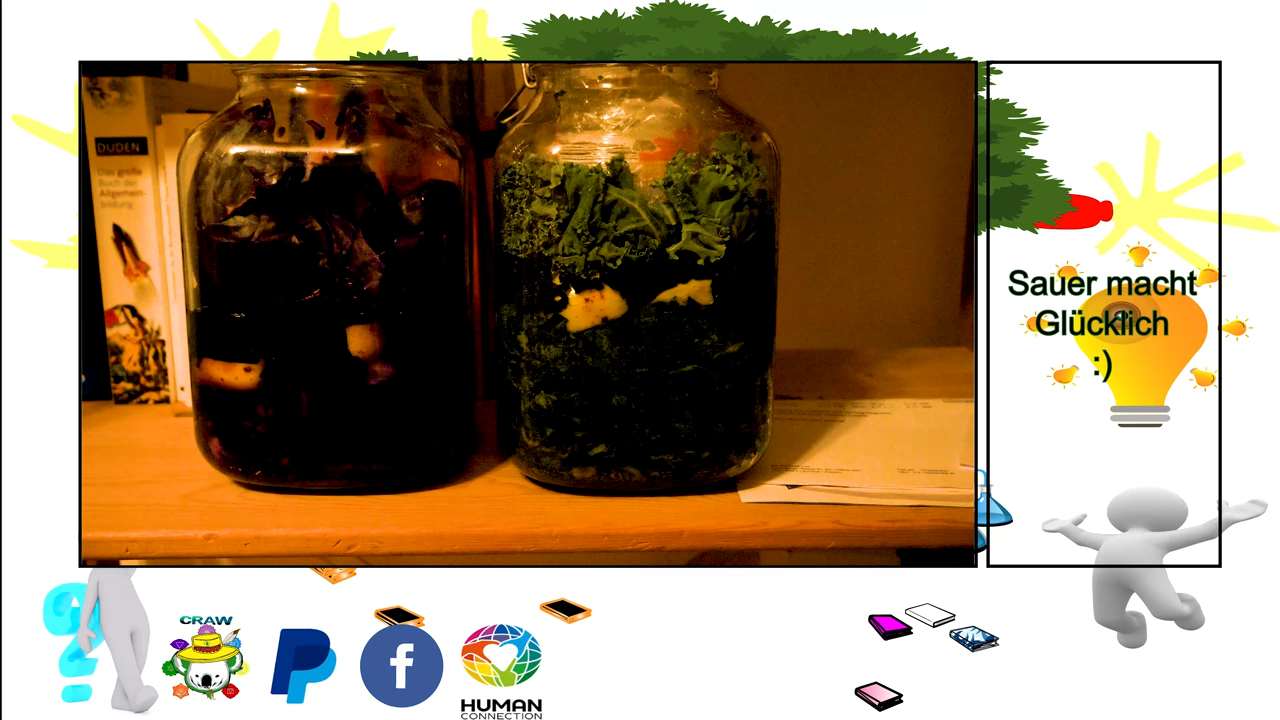 DUDEN
Das große
Buch der
Allgemein-
bildung
Sauer macht
Glücklich
:)
CRAW
f
HUMAN
CONNECTION